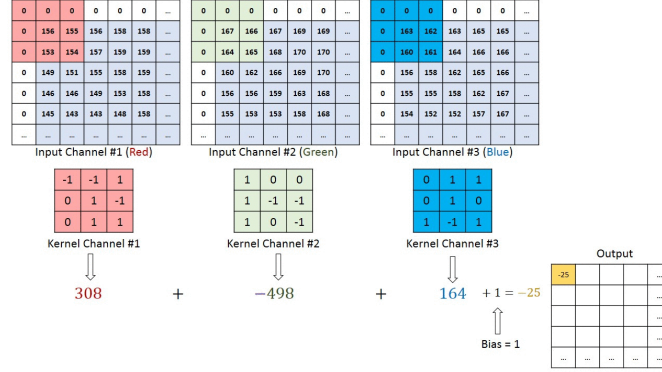 0 0 0 0 0 0 ... 0 0 0 0 0 0 ... 0 0 0 0 0 0 ...
0 156 155 156 158 158 ... 0 167 166 167 169 169 ... 0 163 162 163 165 165 ...
0 153 154 157 159 159 ... 0 164 165 168 170 170 ... 0 160 161 164 166 166 ...
0 149 151 155 158 159 ... 0 160 162 166 169 170 ... 0 156 158 162 165 166 ...
0 146 146 149 153 158 ... 0 156 156 159 163 168 ... 0 155 155 158 162 167 ...
0 145 143 143 148 158 ... 0 155 153 153 158 168 ... 0 154 152 152 157 167 ...
... ... ... ... ... ... ... ... ... ... ... ... ... ... ... ... ... ... ... ... ...
Input Channel #1 (Red) Input Channel #2 (Green) Input Channel #3 (Blue)
-1 -1 1 1 0 0 0 1 1
0 1 -1 1 -1 -1 0 1 0
0 1 1 1 0 -1 1 -1 1
Kernel Channel #1 Kernel Channel #2 Kernel Channel #3
308 + −498 + 164 + 1 = −25
Bias = 1
Output
-25 ...
...
...
...
... ... ... ... ...